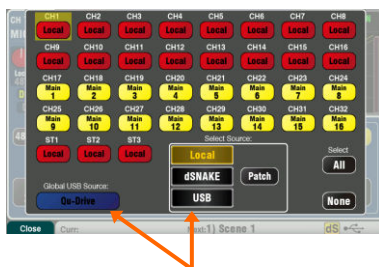 CH1 CH2 CH3 CH4 CH5 CH6 CH7 CH8
Local Local Local Local Local Local Local Local
CH9 CH10 CH11 CH12 CH13 CH14 CH15 CH16
Local Local Local Local Local Local Local Local
CH17 CH18 CH19 CH20 CH21 CH22 CH23 CH24
Main 1 Main 2 Main 3 Main 4 Main 5 Main 6 Main 7 Main 8
CH25 CH26 CH27 CH28 CH29 CH30 CH31 CH32
Main 9 Main 10 Main 11 Main 12 Main 13 Main 14 Main 15 Main 16
ST1 ST2 ST3 Select Source:
Local Local Local Local
Select
All
dSNAKE Patch
Global USB Source:
Qu-Drive USB None
Close Curr: Next:1) Scene 1 dS